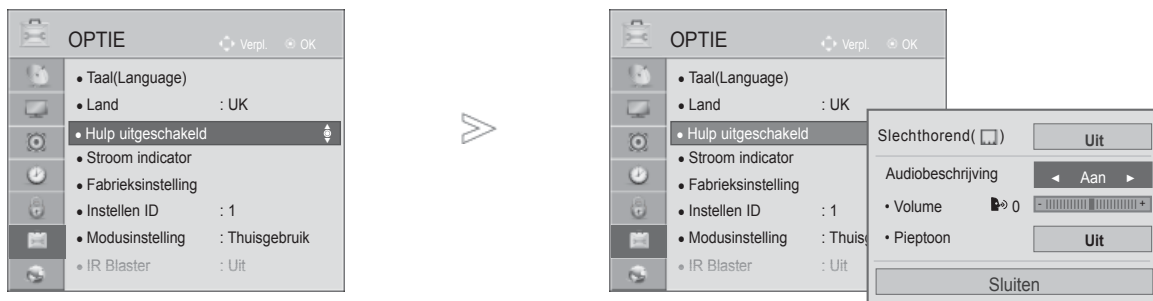 OPTIE Verpl. OK
• Taal(Language)
• Land : UK
• Hulp uitgeschakeld
• Stroom indicator
• Fabrieksinstelling
• Instellen ID : 1
• Modusinstelling : Thuisgebruik
• IR Blaster : Uit
OPTIE Verpl. OK
• Taal(Language)
• Land : UK
• Hulp uitgeschakeld
• Stroom indicator
• Fabrieksinstelling
• Instellen ID : 1
• Modusinstelling : Thuisg
• IR Blaster : Uit
Slechthorend( ) Uit
Audiobeschrijving ◄ Aan ►
• Volume 0 - +
• Pieptoon Uit
Sluiten